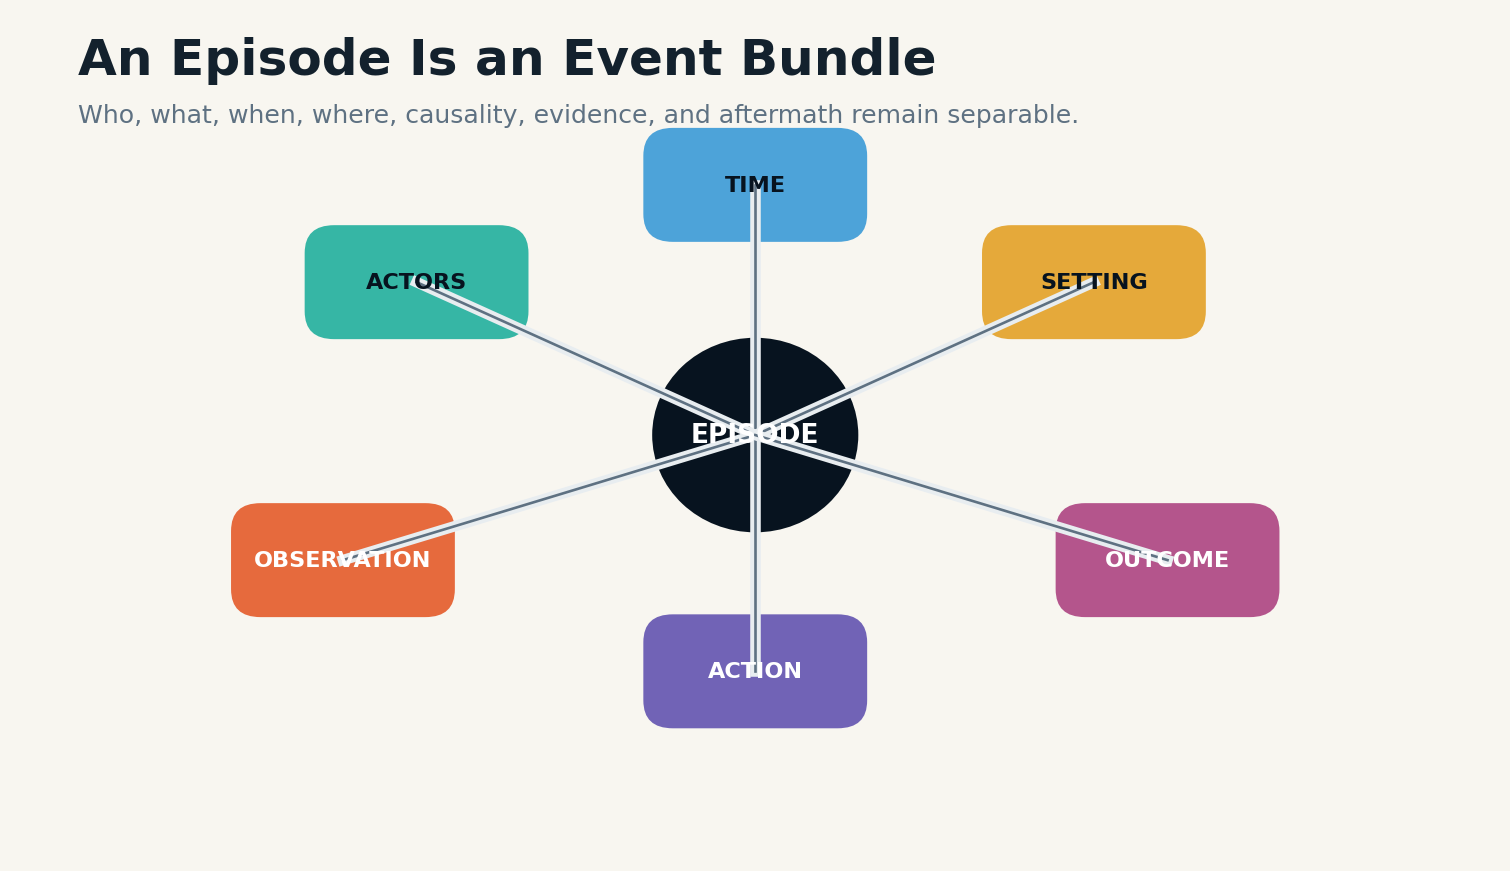 An Episode Is an Event Bundle
Who, what, when, where, causality, evidence, and aftermath remain separable.
TIME
ACTORS
SETTING
EPISODE
OBSERVATION
OUTCOME
ACTION